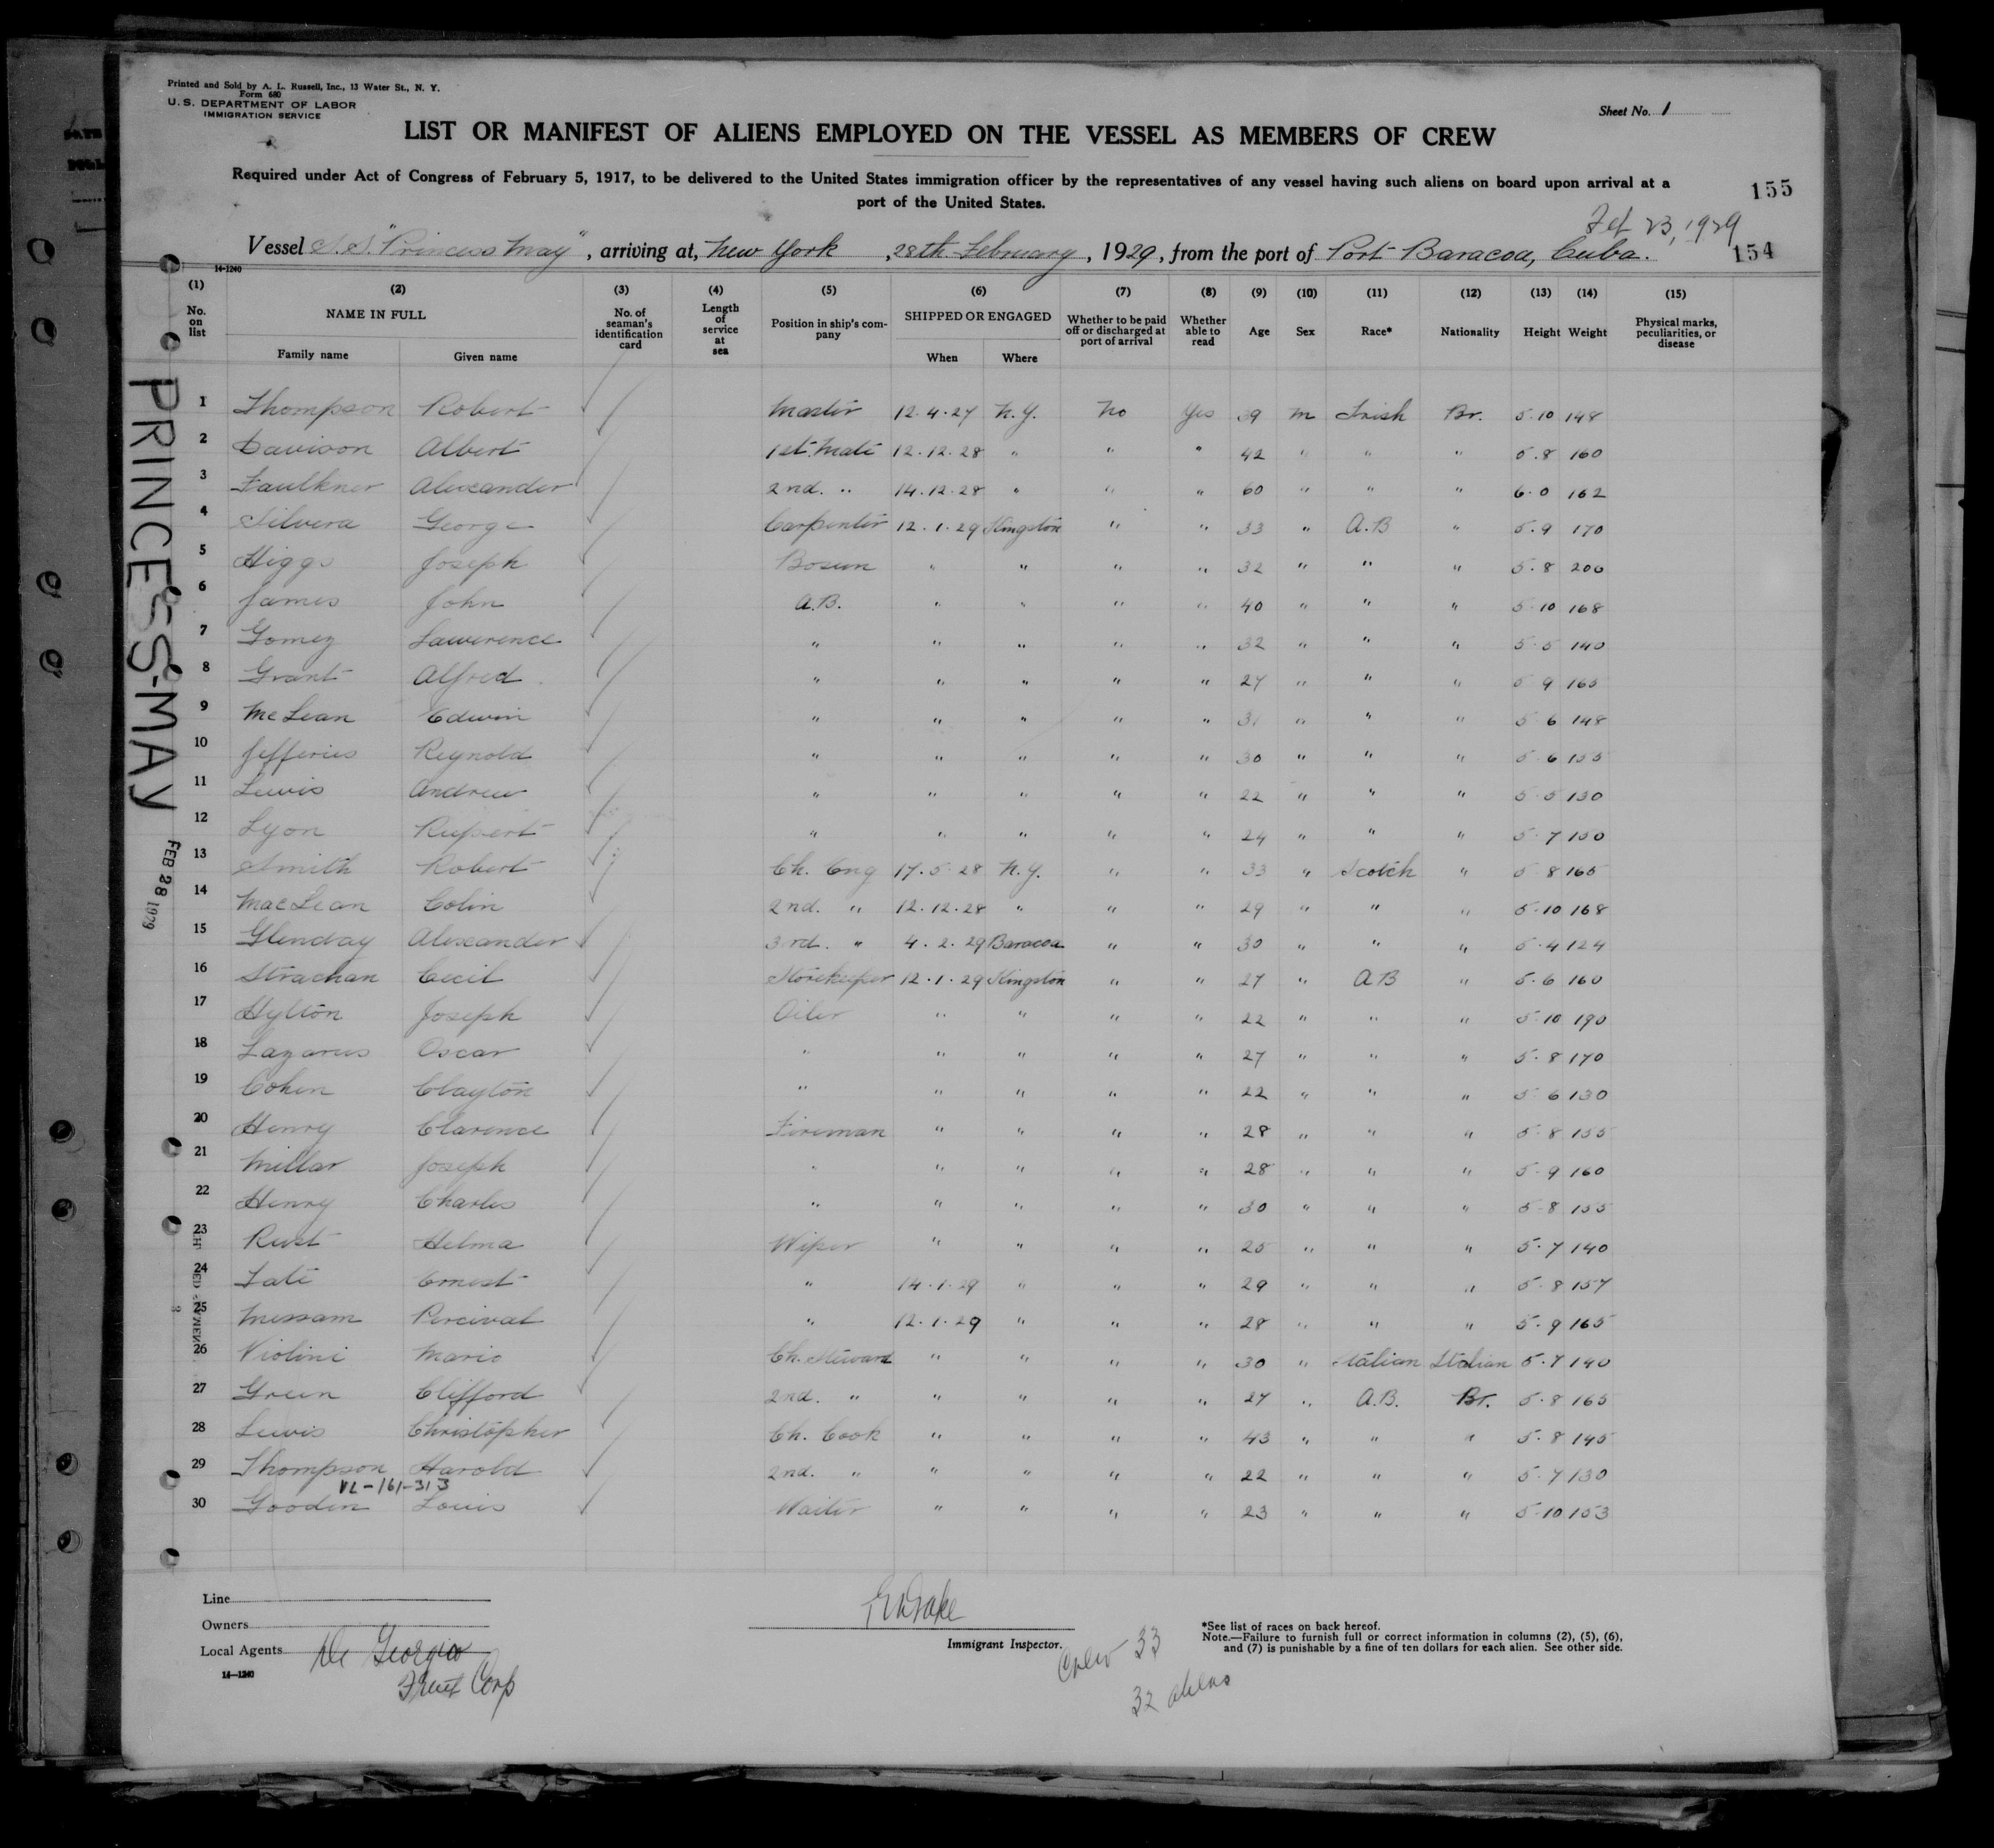 Printed and Sold by A. L. Russell, Inc., 13 Water St., N. Y.
Form 680
U. S. DEPARTMENT OF LABOR
IMMIGRATION SERVICE
Sheet No. 1
LIST OR MANIFEST OF ALIENS EMPLOYED ON THE VESSEL AS MEMBERS OF CREW
Required under Act of Congress of February 5, 1917, to be delivered to the United States immigration officer by the representatives of any vessel having such aliens on board upon arrival at a
port of the United States.
155
Feb 23, 1929
Vessel S.S. "Princess May", arriving at, New York, 28th February, 1929, from the port of Port Baracoa, Cuba.
154
14-1240
(1) (2) (3) (4) (5) (6) (7) (8) (9) (10) (11) (12) (13) (14) (15)
No. on list
NAME IN FULL
Family name Given name
No. of seaman's identification card
Length of service at sea
Position in ship's company
SHIPPED OR ENGAGED
When Where
Whether to be paid off or discharged at port of arrival
Whether able to read
Age Sex Race* Nationality Height Weight
Physical marks, peculiarities, or disease
1 Thompson Robert Master 12.4.27 N.Y. No Yes 39 M Irish Br. 5.10 148
2 Davison Albert 1st. Mate 12.12.28 " " " 42 " " " 5.8 160
3 Faulkner Alexander 2nd. " 14.12.28 " " " 60 " " " 6.0 162
4 Silvera George Carpenter 12.1.29 Kingston " " 33 " A.B " 5.9 170
5 Higgs Joseph Bosun " " " " 32 " " " 5.8 200
6 James John A.B. " " " " 40 " " " 5.10 168
7 Gomez Lawerence " " " " " 32 " " " 5.5 140
8 Grant Alfred " " " " " 27 " " " 5.9 165
9 McLean Edwin " " " " " 31 " " " 5.6 148
10 Jefferies Reynold " " " " " 30 " " " 5.6 155
11 Lewis Andrew " " " " " 22 " " " 5.5 130
12 Lyon Rupert " " " " " 24 " " " 5.7 150
13 Smith Robert Ch. Eng 17.5.28 N.Y. " " 33 " Scotch " 5.8 165
14 MacLean Colin 2nd. " 12.12.28 " " " 29 " " " 5.10 168
15 Glenday Alexander 3rd. " 4.2.29 Baracoa " " 30 " " " 5.4 124
16 Strachan Cecil Storekeeper 12.1.29 Kingston " " 27 " A.B " 5.6 160
17 Hylton Joseph Oiler " " " " 22 " " " 5.10 190
18 Lazarus Oscar " " " " " 27 " " " 5.8 170
19 Cohen Clayton " " " " " 22 " " " 5.6 130
20 Henry Clarence Fireman " " " " 28 " " " 5.8 155
21 Millar Joseph " " " " " 28 " " " 5.9 160
22 Henry Charles " " " " " 30 " " " 5.8 155
23 Rust Helma Wiper " " " " 25 " " " 5.7 140
24 Tate Ernest " 14.1.29 " " " 29 " " " 5.8 157
25 Missam Percival " 12.1.29 " " " 28 " " " 5.9 165
26 Violini Mario Ch. Steward " " " " 30 " Italian Italian 5.7 140
27 Green Clifford 2nd. " " " " " 27 " A.B. Br. 5.8 165
28 Lewis Christopher Ch. Cook " " " " 43 " " " 5.8 145
29 Thompson Harold 2nd. " " " " " 22 " " " 5.7 130
VL-161-313
30 Gooden Louis Waiter " " " " 23 " " " 5.10 153
PRINCESS-MAY
FEB 28 1929
Line
Owners
Local Agents Di Georgio
Fruit Corp
14-1240
Immigrant Inspector.
Crew 33
32 aliens
*See list of races on back hereof.
Note.—Failure to furnish full or correct information in columns (2), (5), (6),
and (7) is punishable by a fine of ten dollars for each alien. See other side.